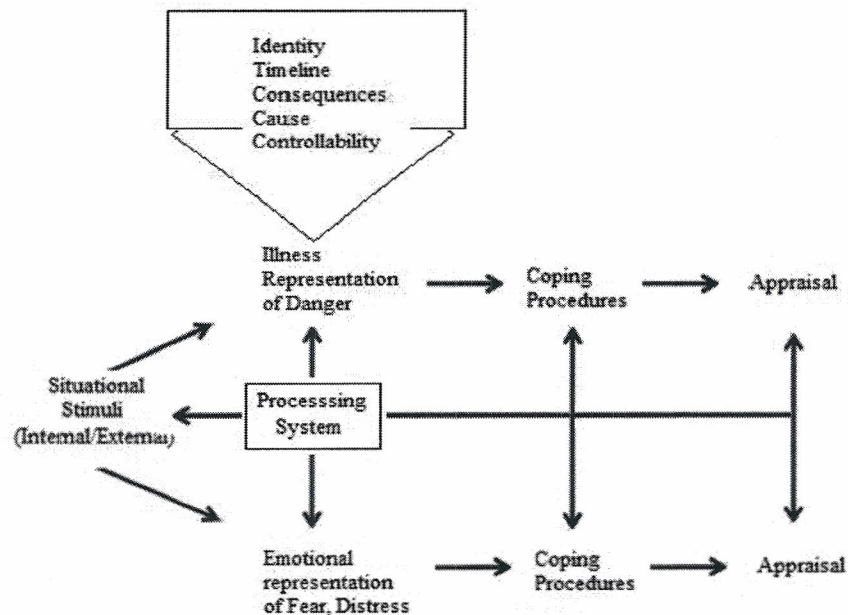 Identity
Timeline
Consequences
Cause
Controllability
Illness
Representation
of Danger
Coping
Procedures
Appraisal
Situational
Stimuli
(Internal/External)
Processsing
System
Emotional
representation
of Fear, Distress
Coping
Procedures
Appraisal